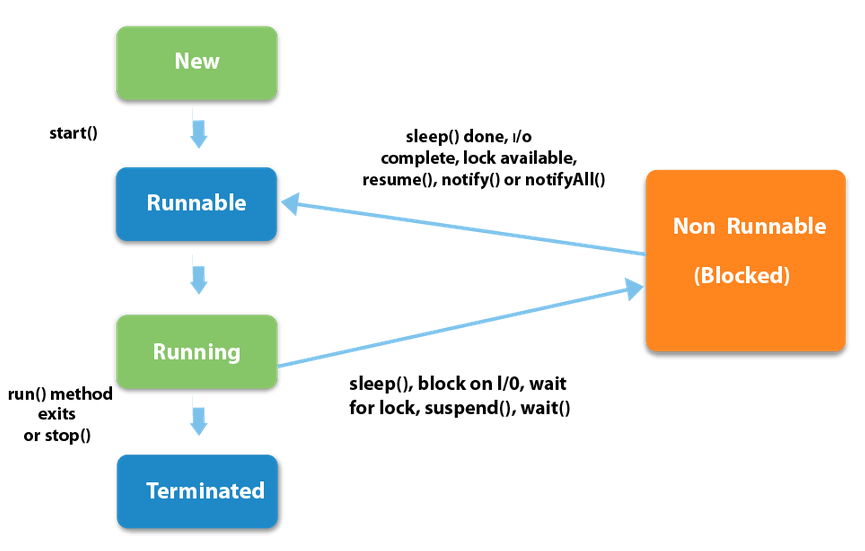 New
start()
sleep() done, I/o
complete, lock available,
resume(), notify() or notifyAll()
Runnable
Non Runnable
(Blocked)
Running
sleep(), block on l/0, wait
for lock, suspend(), wait()
run() method
exits
or stop()
Terminated